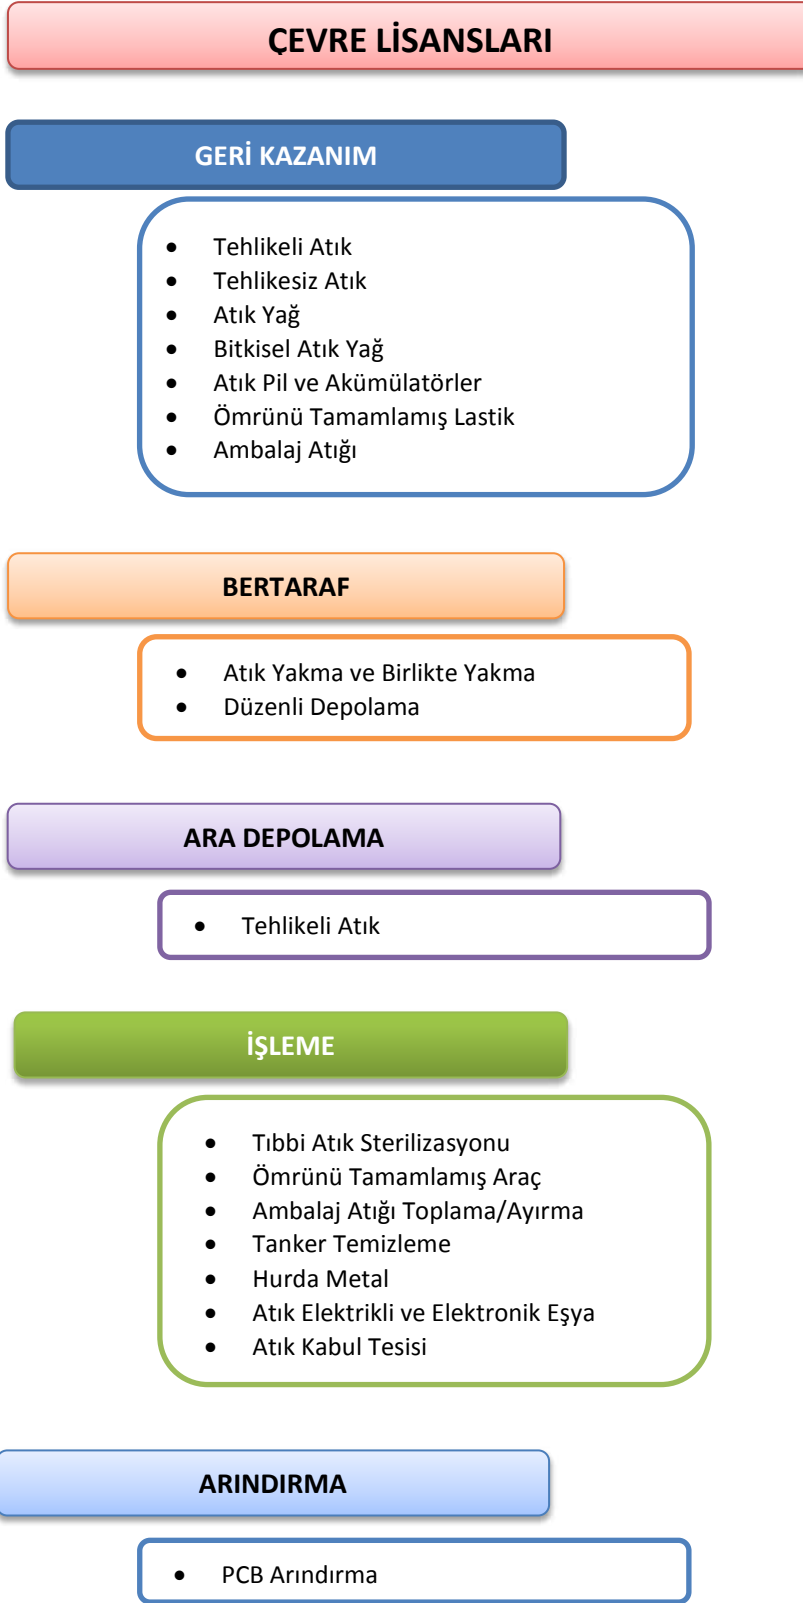 ÇEVRE LİSANSLARI
GERİ KAZANIM
• Tehlikeli Atık
• Tehlikesiz Atık
• Atık Yağ
• Bitkisel Atık Yağ
• Atık Pil ve Akümülatörler
• Ömrünü Tamamlamış Lastik
• Ambalaj Atığı
BERTARAF
• Atık Yakma ve Birlikte Yakma
• Düzenli Depolama
ARA DEPOLAMA
• Tehlikeli Atık
İŞLEME
• Tıbbi Atık Sterilizasyonu
• Ömrünü Tamamlamış Araç
• Ambalaj Atığı Toplama/Ayırma
• Tanker Temizleme
• Hurda Metal
• Atık Elektrikli ve Elektronik Eşya
• Atık Kabul Tesisi
ARINDIRMA
• PCB Arındırma